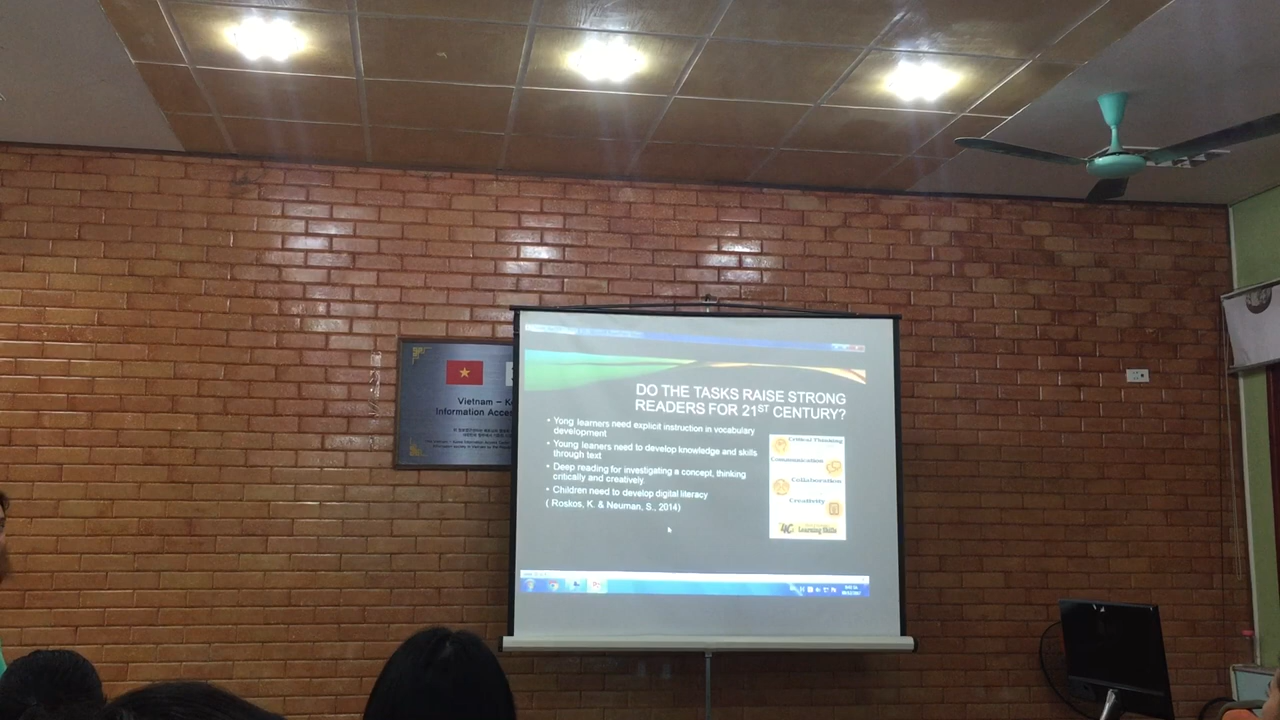 DO THE TASKS RAISE STRONG
READERS FOR 21ST CENTURY?
• Yong learners need explicit instruction in vocabulary
development
• Young leaners need to develop knowledge and skills
through text
• Deep reading for investigating a concept, thinking
critically and creatively.
• Children need to develop digital literacy
( Roskos, K. & Neuman, S., 2014)
Critical Thinking
Communication
Collaboration
Creativity
4C
Learning Skills
Vietnam – K
Information Acce